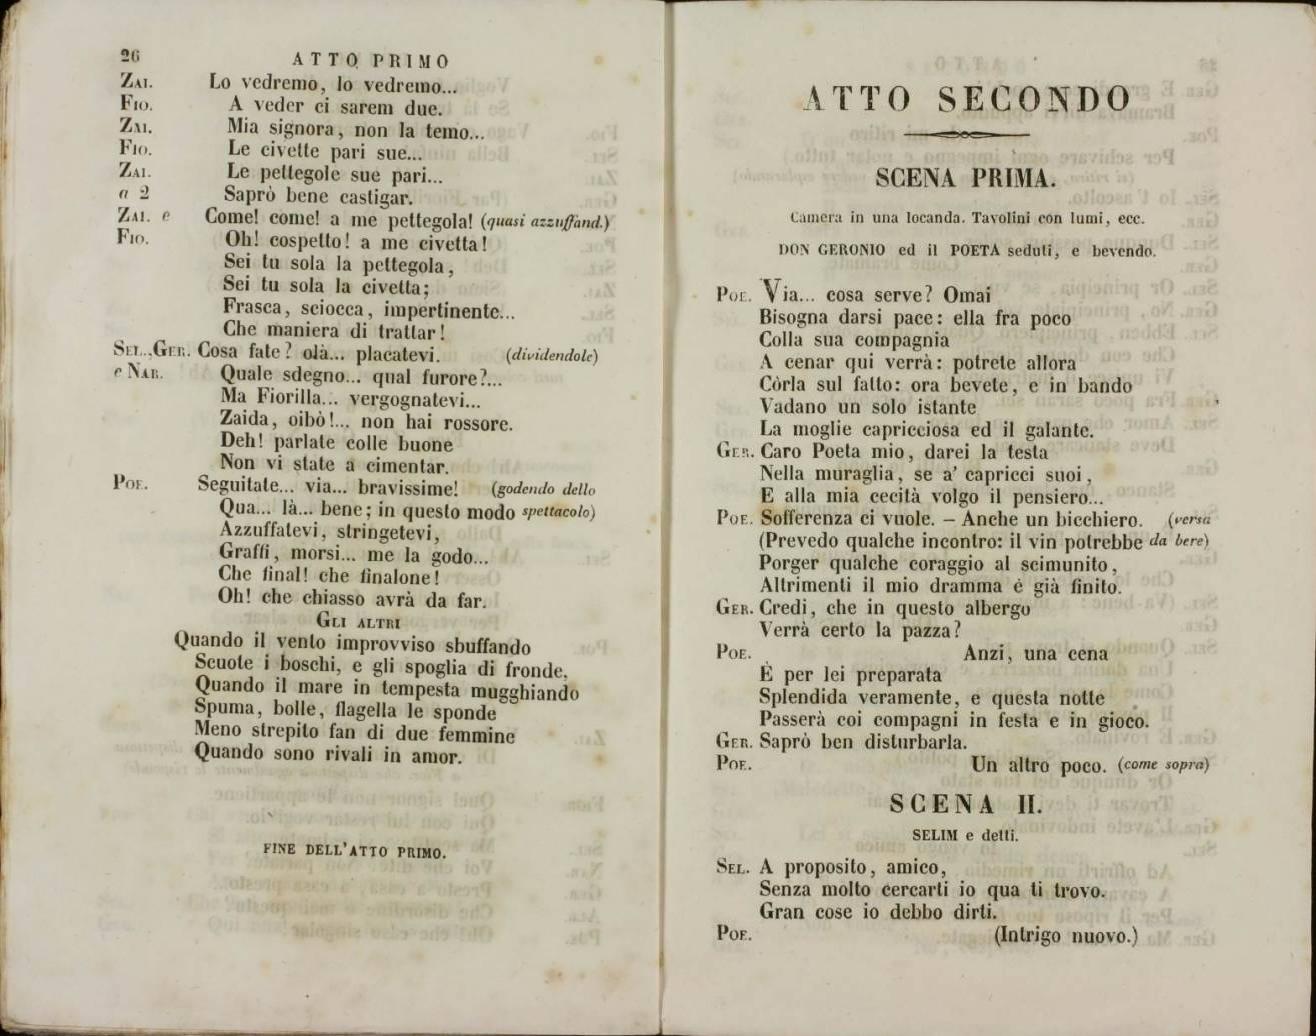 26 ATTO PRIMO
ZAI. Lo vedremo, lo vedremo...
FIO. A veder ci sarem due.
ZAI. Mia signora, non la temo...
FIO. Le civette pari sue...
ZAI. Le pettegole sue pari...
a 2 Saprò bene castigar.
ZAI. e Come! come! a me pettegola! (quasi azzuffand.)
FIO. Oh! cospetto! a me civetta!
Sei tu sola la pettegola,
Sei tu sola la civetta;
Frasca, sciocca, impertinente...
Che maniera di trattar!
SEL., GER. Cosa fate? olà... placatevi. (dividendole)
e NAR. Quale sdegno... qual furore?...
Ma Fiorilla... vergognatevi...
Zaida, oibò!... non hai rossore.
Deh! parlate colle buone
Non vi state a cimentar.
POE. Seguitate... via... bravissime! (godendo dello
Qua... là... bene; in questo modo spettacolo)
Azzuffatevi, stringetevi,
Graffi, morsi... me la godo...
Che final! che finalone!
Oh! che chiasso avrà da far.
GLI ALTRI
Quando il vento improvviso sbuffando
Scuote i boschi, e gli spoglia di fronde,
Quando il mare in tempesta mugghiando
Spuma, bolle, flagella le sponde
Meno strepito fan di due femmine
Quando sono rivali in amor.
FINE DELL'ATTO PRIMO.
ATTO SECONDO
SCENA PRIMA.
Camera in una locanda. Tavolini con lumi, ecc.
DON GERONIO ed il POETA seduti, e bevendo.
POE. Via... cosa serve? Omai
Bisogna darsi pace: ella fra poco
Colla sua compagnia
A cenar qui verrà: potrete allora
Còrla sul fatto: ora bevete, e in bando
Vadano un solo istante
La moglie capricciosa ed il galante.
GER. Caro Poeta mio, darei la testa
Nella muraglia, se a' capricci suoi,
E alla mia cecità volgo il pensiero...
POE. Sofferenza ci vuole. – Anche un bicchiero. (versa
(Prevedo qualche incontro: il vin potrebbe da bere)
Porger qualche coraggio al scimunito,
Altrimenti il mio dramma è già finito.
GER. Credi, che in questo albergo
Verrà certo la pazza?
POE. Anzi, una cena
È per lei preparata
Splendida veramente, e questa notte
Passerà coi compagni in festa e in gioco.
GER. Saprò ben disturbarla.
POE. Un altro poco. (come sopra)
SCENA II.
SELIM e detti.
SEL. A proposito, amico,
Senza molto cercarti io qua ti trovo.
Gran cose io debbo dirti.
POE. (Intrigo nuovo.)